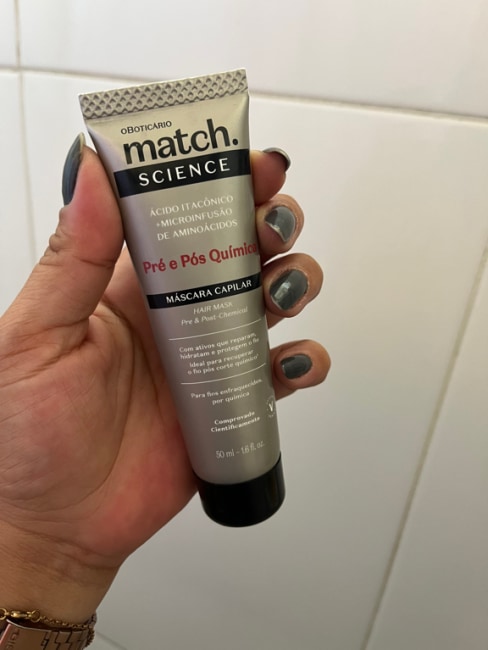 oBoticário
match.
SCIENCE
ÁCIDO ITACÔNICO
+MICROINFUSÃO
DE AMINOÁCIDOS
Pré e Pós Química
MÁSCARA CAPILAR
HAIR MASK
Pre & Post-Chemical
Com ativos que reparam,
hidratam e protegem o fio
Ideal para recuperar
o fio pós corte químico¹
Para fios enfraquecidos
por química
Comprovado
Cientificamente
50 ml - 1.6 fl. oz.